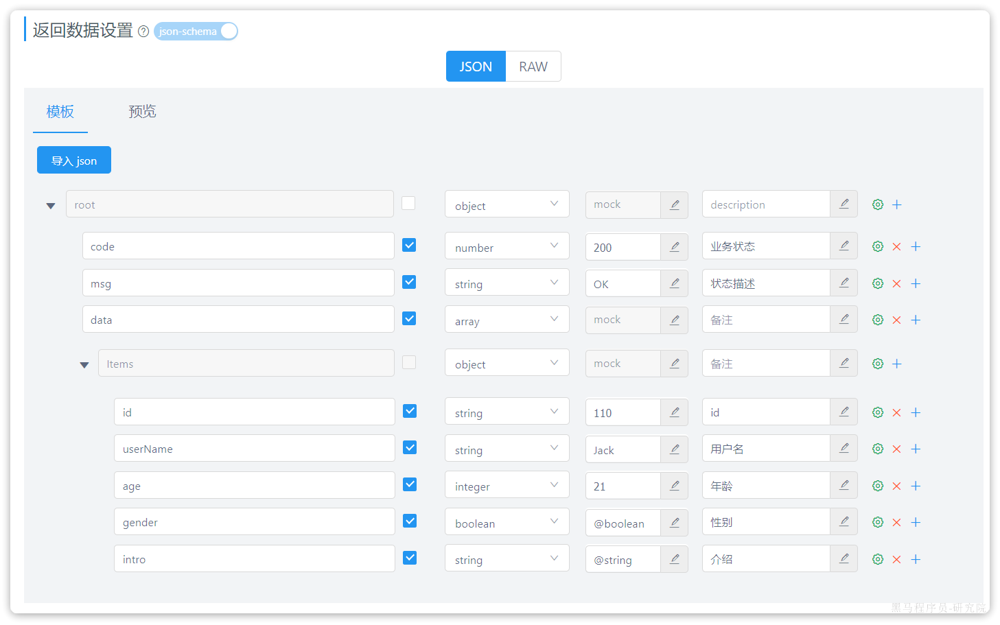 返回数据设置 json-schema
JSON RAW
模板 预览
导入 json
root object mock description
code number 200 业务状态
msg string OK 状态描述
data array mock 备注
Items object mock 备注
id string 110 id
userName string Jack 用户名
age integer 21 年龄
gender boolean @boolean 性别
intro string @string 介绍
黑马程序员-研究院